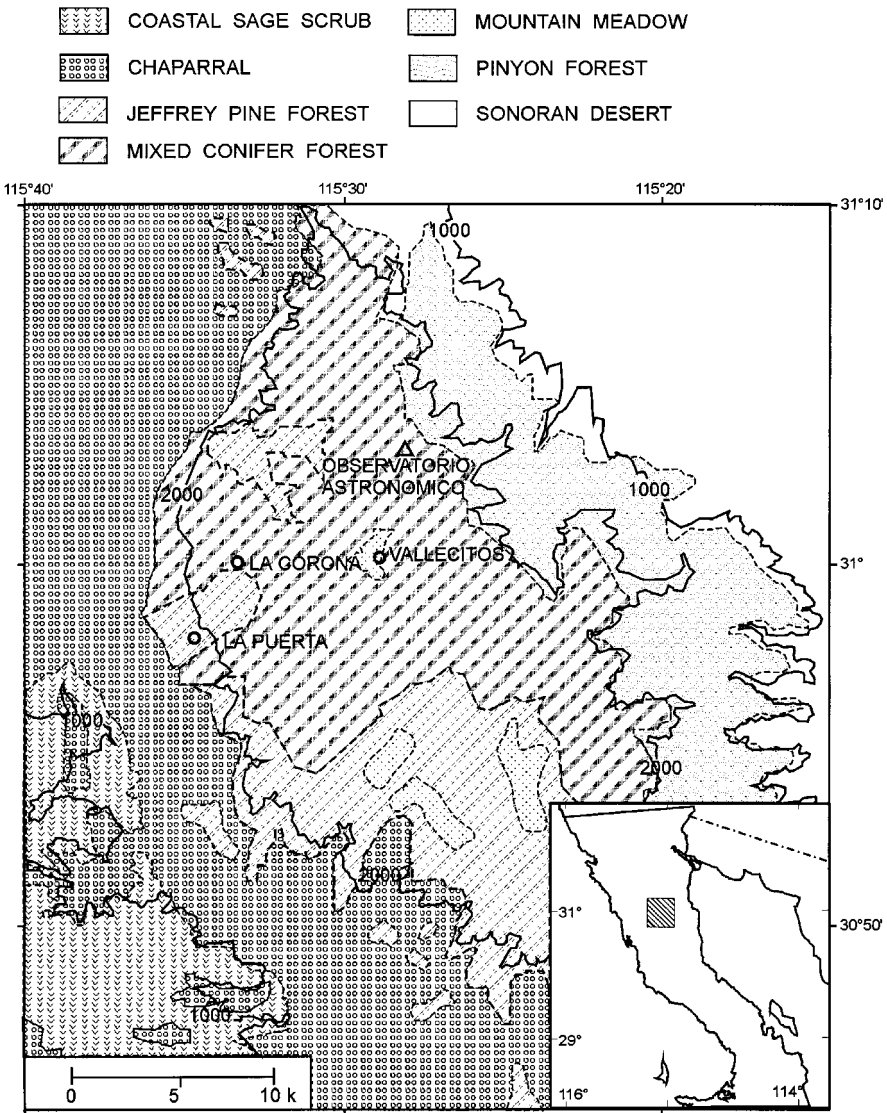 COASTAL SAGE SCRUB
MOUNTAIN MEADOW
CHAPARRAL
PINYON FOREST
JEFFREY PINE FOREST
SONORAN DESERT
MIXED CONIFER FOREST
115°40'
115°30'
115°20'
31°10'
1000
OBSERVATORIO
ASTRONOMICO
2000
1000
LA CORONA
VALLECITOS
31°
LA PUERTA
1000
2000
2000
31°
30°50'
1000
29°
116°
114°
0 5 10 k